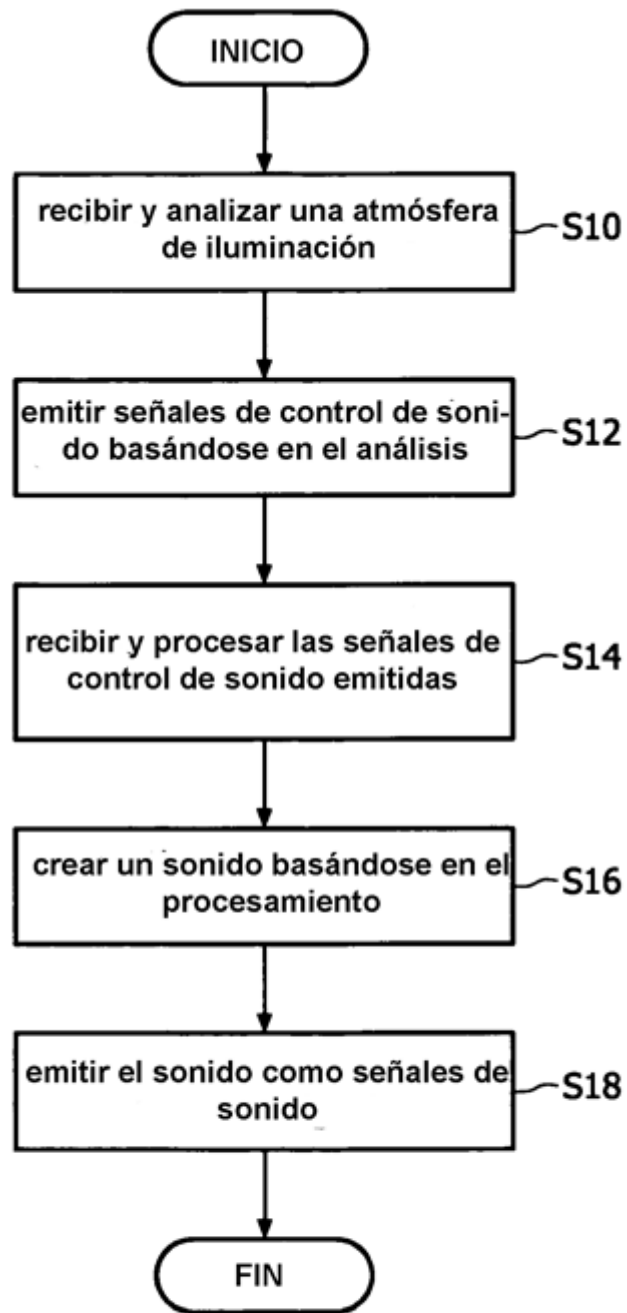 INICIO
recibir y analizar una atmósfera
de iluminación
S10
emitir señales de control de soni-
do basándose en el análisis
S12
recibir y procesar las señales de
control de sonido emitidas
S14
crear un sonido basándose en el
procesamiento
S16
emitir el sonido como señales de
sonido
S18
FIN